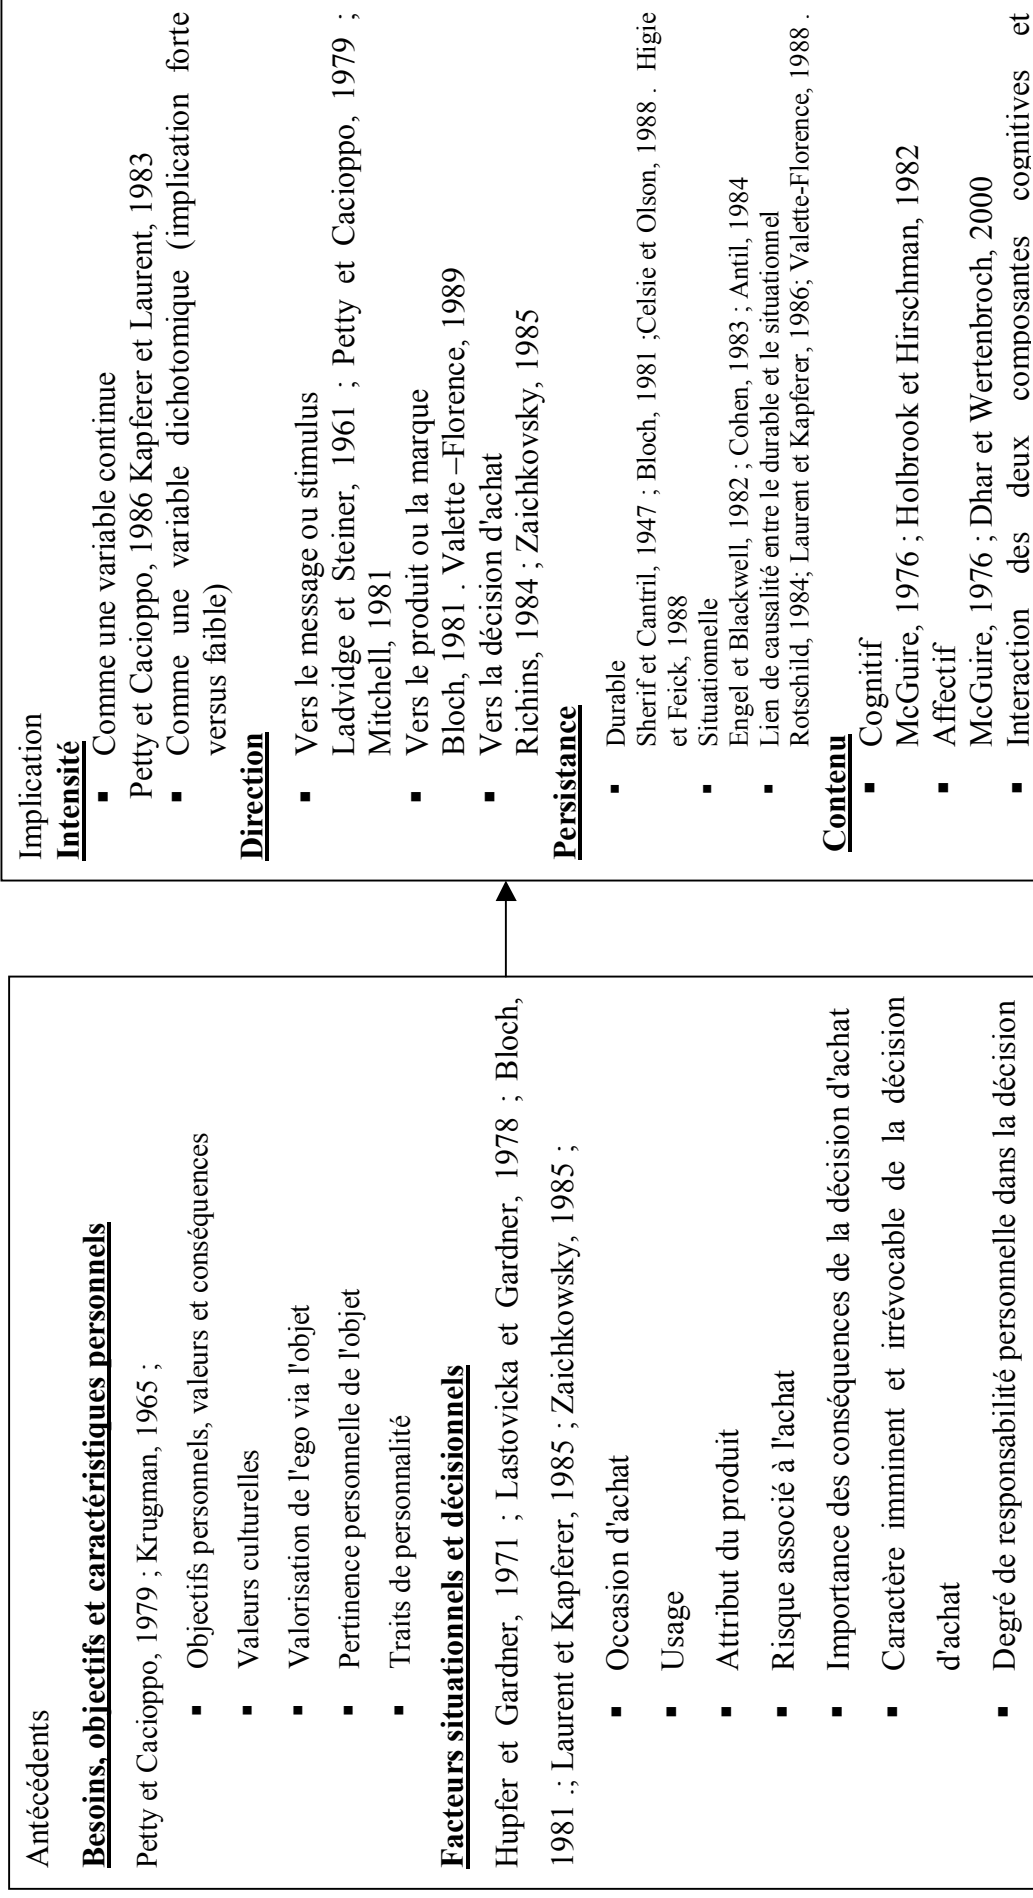 Antécédents
Besoins, objectifs et caractéristiques personnels
Petty et Cacioppo, 1979 ; Krugman, 1965 ;
▪ Objectifs personnels, valeurs et conséquences
▪ Valeurs culturelles
▪ Valorisation de l'ego via l'objet
▪ Pertinence personnelle de l'objet
▪ Traits de personnalité
Facteurs situationnels et décisionnels
Hupfer et Gardner, 1971 ; Lastovicka et Gardner, 1978 ; Bloch,
1981 .; Laurent et Kapferer, 1985 ; Zaichkowsky, 1985 ;
▪ Occasion d'achat
▪ Usage
▪ Attribut du produit
▪ Risque associé à l'achat
▪ Importance des conséquences de la décision d'achat
▪ Caractère imminent et irrévocable de la décision
d'achat
▪ Degré de responsabilité personnelle dans la décision
Implication
Intensité
▪ Comme une variable continue
Petty et Cacioppo, 1986 Kapferer et Laurent, 1983
▪ Comme une variable dichotomique (implication forte
versus faible)
Direction
▪ Vers le message ou stimulus
Ladvidge et Steiner, 1961 ; Petty et Cacioppo, 1979 ;
Mitchell, 1981
▪ Vers le produit ou la marque
Bloch, 1981 . Valette –Florence, 1989
▪ Vers la décision d'achat
Richins, 1984 ; Zaichkovsky, 1985
Persistance
▪ Durable
Sherif et Cantril, 1947 ; Bloch, 1981 ;Celsie et Olson, 1988 . Higie
et Feick, 1988
▪ Situationnelle
Engel et Blackwell, 1982 ; Cohen, 1983 ; Antil, 1984
▪ Lien de causalité entre le durable et le situationnel
Rotschild, 1984; Laurent et Kapferer, 1986; Valette-Florence, 1988 .
Contenu
▪ Cognitif
McGuire, 1976 ; Holbrook et Hirschman, 1982
▪ Affectif
McGuire, 1976 ; Dhar et Wertenbroch, 2000
▪ Interaction des deux composantes cognitives et